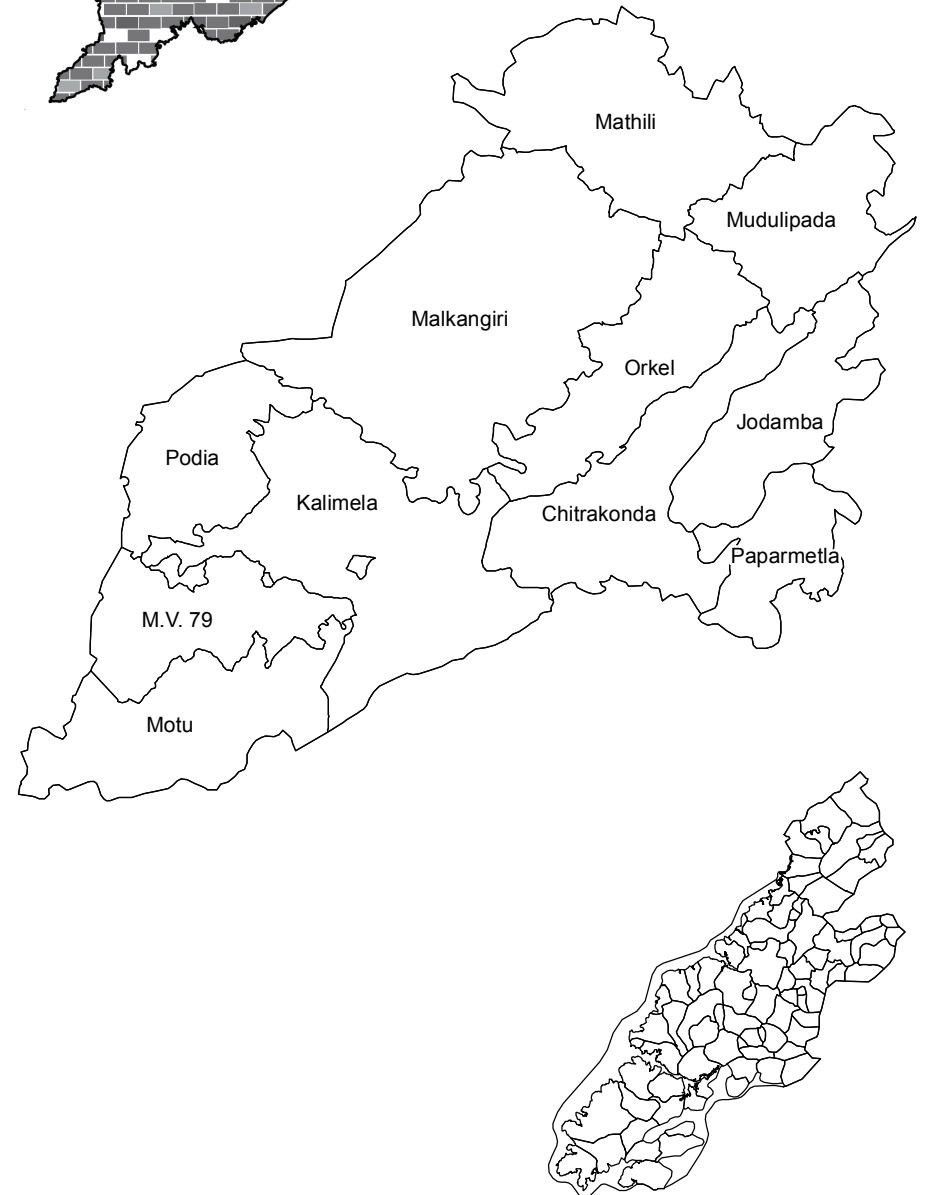 Mathili
Mudulipada
Malkangiri
Orkel
Jodamba
Podia
Kalimela
Chitrakonda
Paparmetla
M.V. 79
Motu